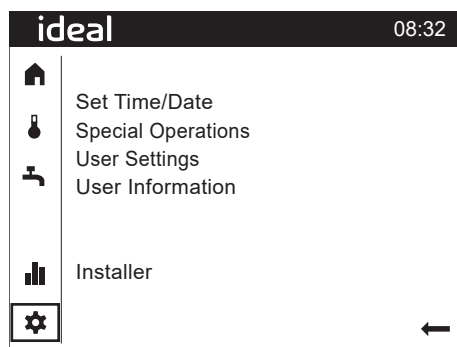 ideal 08:32
Set Time/Date
Special Operations
User Settings
User Information
Installer